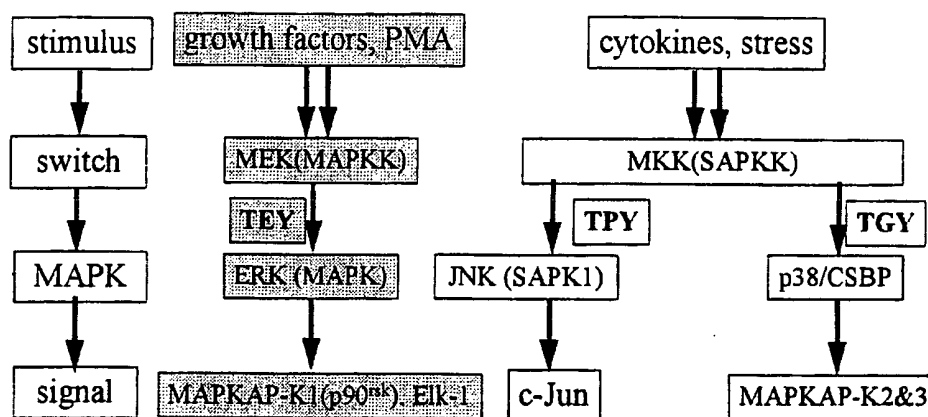 stimulus
growth factors, PMA
cytokines, stress
switch
MEK(MAPKK)
MKK(SAPKK)
TEY
TPY
TGY
MAPK
ERK (MAPK)
JNK (SAPK1)
p38/CSBP
signal
MAPKAP-K1(p90rsk). Elk-1
c-Jun
MAPKAP-K2&3